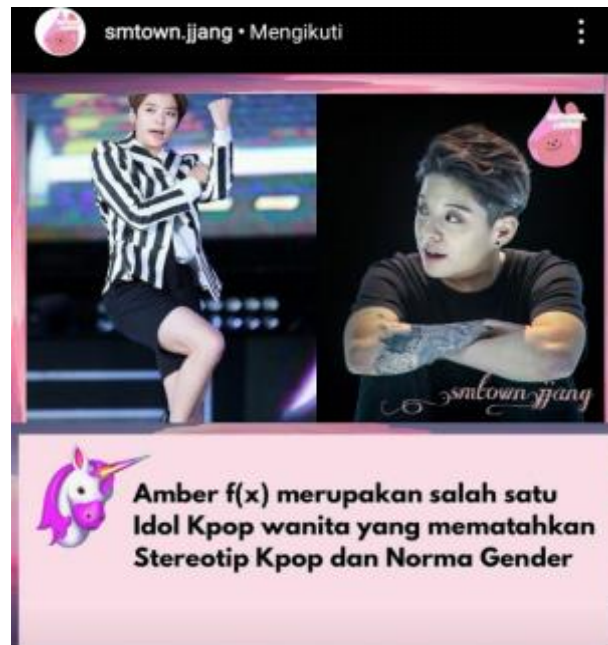 smtown.jjang • Mengikuti
smtown.jjang
Amber f(x) merupakan salah satu
Idol Kpop wanita yang mematahkan
Stereotip Kpop dan Norma Gender